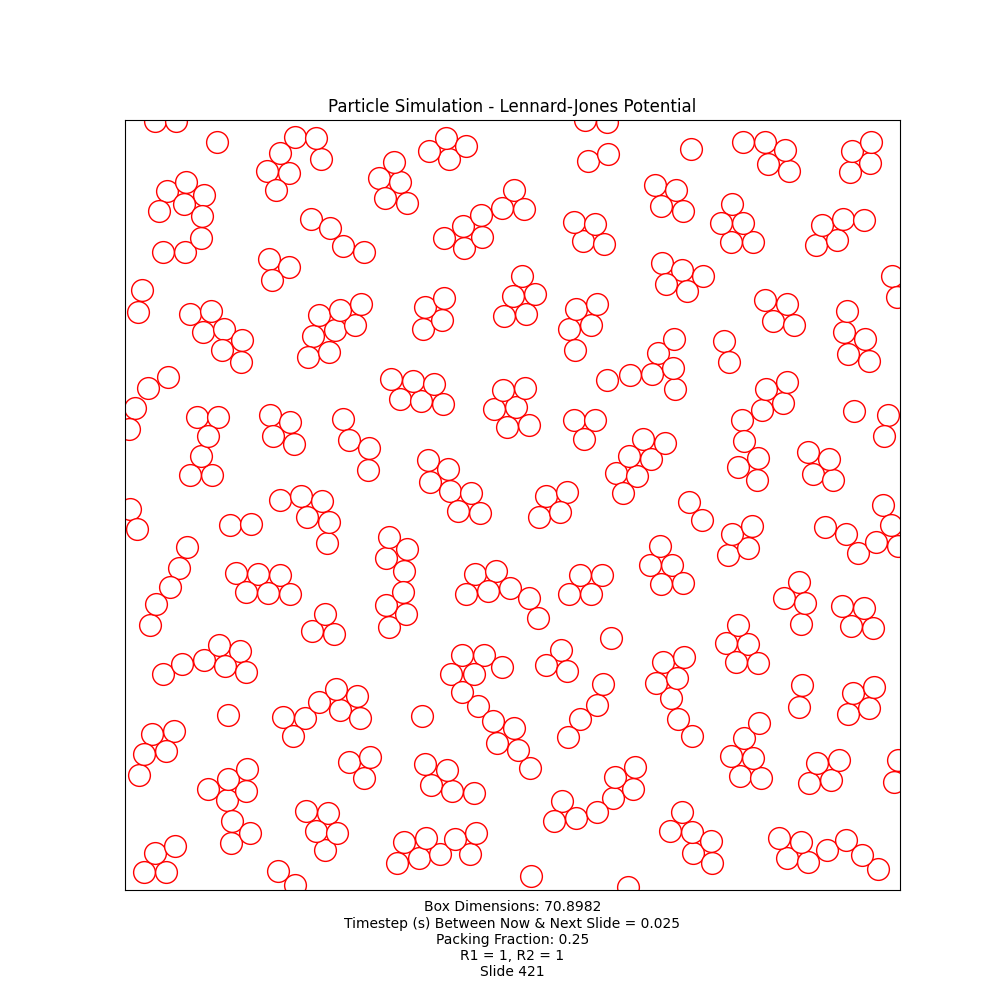 Particle Simulation - Lennard-Jones Potential
Box Dimensions: 70.8982
Timestep (s) Between Now & Next Slide = 0.025
Packing Fraction: 0.25
R1 = 1, R2 = 1
Slide 421